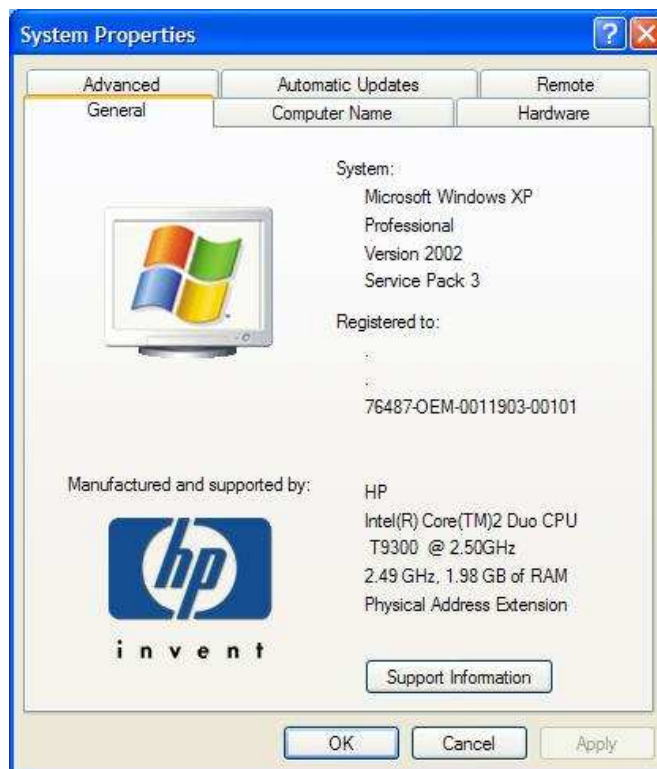 System Properties
Advanced Automatic Updates Remote
General Computer Name Hardware
System:
Microsoft Windows XP
Professional
Version 2002
Service Pack 3
Registered to:
.
.
76487-OEM-0011903-00101
Manufactured and supported by:
HP
Intel(R) Core(TM)2 Duo CPU
T9300 @ 2.50GHz
2.49 GHz, 1.98 GB of RAM
Physical Address Extension
hp
invent
Support Information
OK Cancel Apply